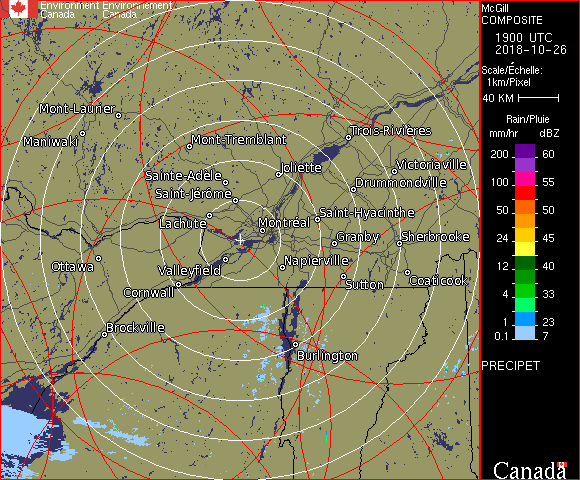 Environment Environment
Canada Canada
McGill
COMPOSITE
1900 UTC
2018-10-26
Scale/Échelle:
1km/Pixel
40 KM
Rain/Pluie
mm/hr dBZ
200 60
100 55
50 50
24 45
12 40
4 33
1 23
0.1 7
PRECIPET
Canada
Mont-Laurier
Maniwaki
Mont-Tremblant
Trois-Rivières
Joliette
Victoriaville
Sainte-Adèle
Drummondville
Saint-Jérôme
Saint-Hyacinthe
Lachute
Montréal
Granby
Sherbrooke
Ottawa
Valleyfield
Napierville
Cornwall
Sutton
Coaticook
Brockville
Burlington